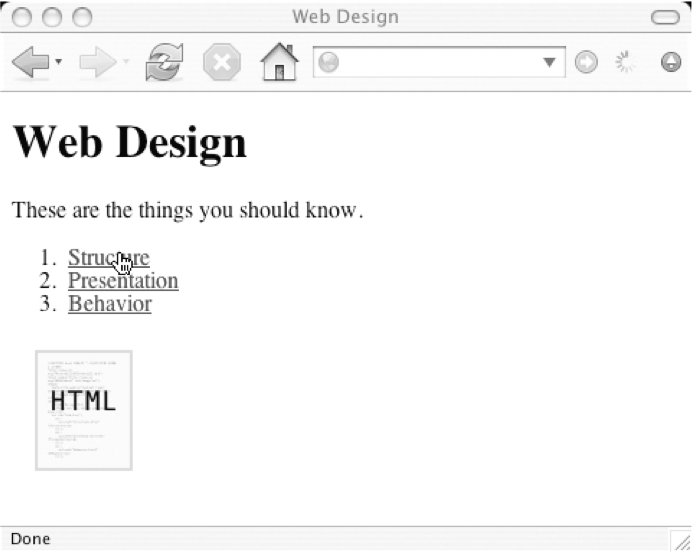 Web Design
Web Design
These are the things you should know.
1. Structure
2. Presentation
3. Behavior
HTML
Done